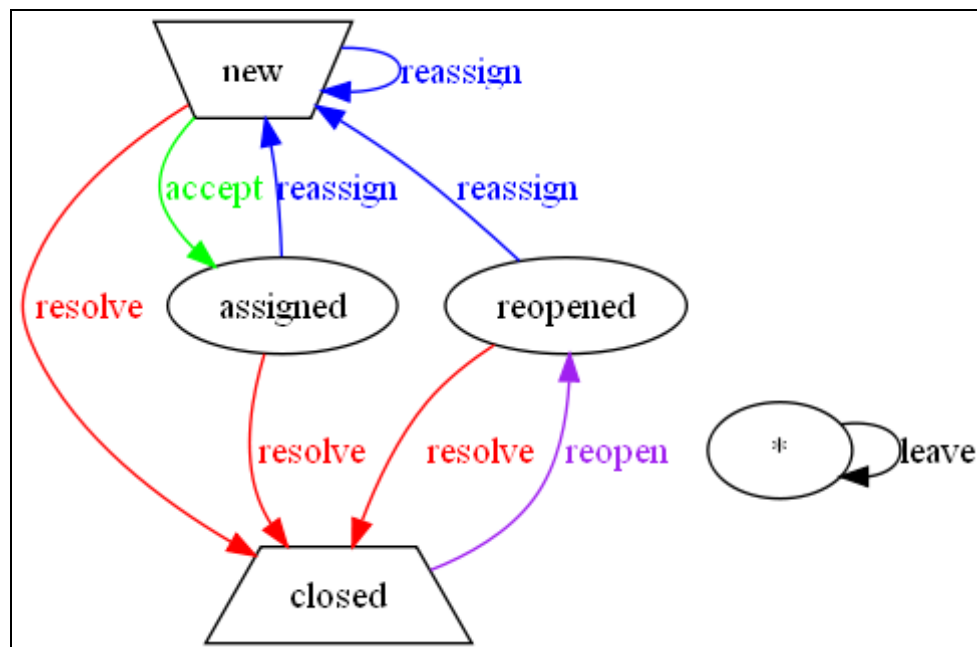 new
reassign
accept
reassign
reassign
resolve
assigned
reopened
resolve
resolve
reopen
*
leave
closed